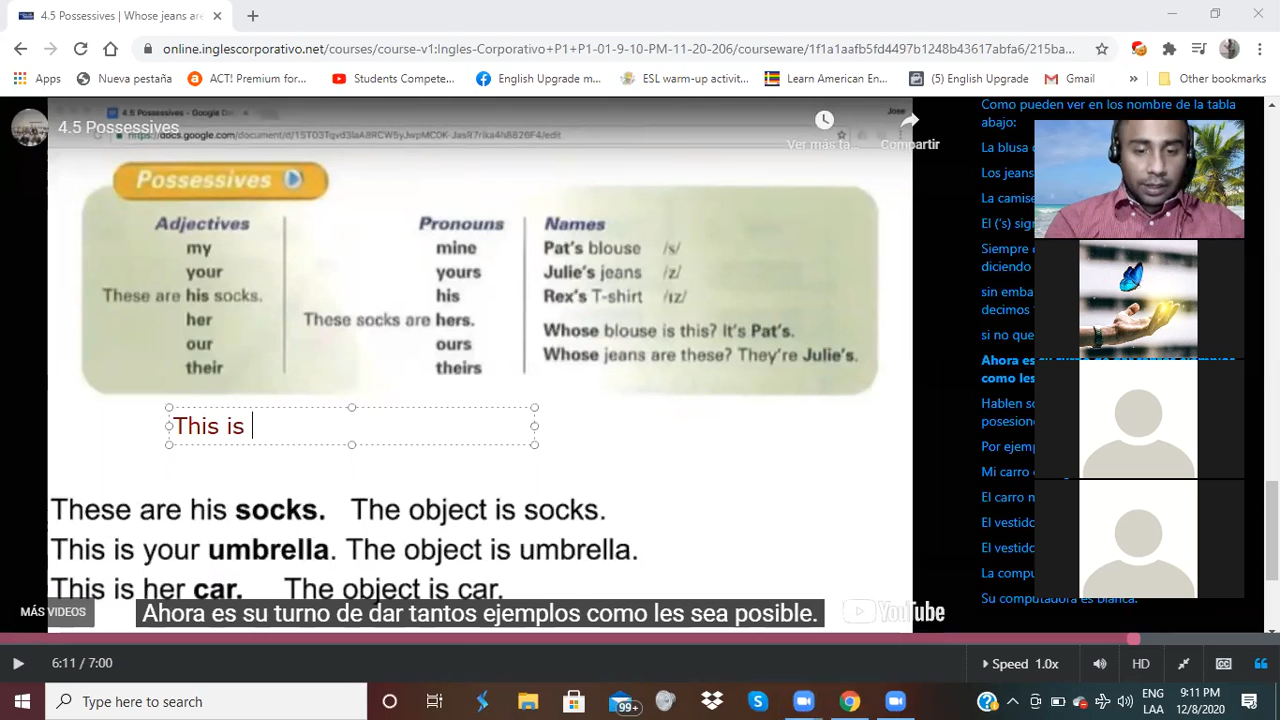 4.5 Possessives | Whose jeans are
online.inglescorporativo.net/courses/course-v1:Ingles-Corporativo+P1+P1-01-9-10-PM-11-20-206/courseware/1f1a1aafb5fd4497b1248b43617abfa6/215ba...
Apps
Nueva pestaña
ACT! Premium for...
Students Compete...
English Upgrade m...
ESL warm-up activit...
Learn American En...
(5) English Upgrade
Gmail
»
Other bookmarks
4.5 Possessives - Google Do
Jose
4.5 Possessives
Ver más ta...
Compartir
Possessives
Adjectives
my
your
These are his socks.
her
our
their
Pronouns
mine
yours
his
These socks are hers.
ours
theirs
Names
Pat's blouse /s/
Julie's jeans /z/
Rex's T-shirt /ɪz/
Whose blouse is this? It's Pat's.
Whose jeans are these? They're Julie's.
This is
These are his socks. The object is socks.
This is your umbrella. The object is umbrella.
This is her car. The object is car.
MÁS VIDEOS
Ahora es su turno de dar tantos ejemplos como les sea posible.
YouTube
Como pueden ver en los nombre de la tabla
abajo:
La blusa
Los jeans
La camise
El ('s) sig
Siempre
diciendo
sin emba
decimos
si no que
Ahora es
como les
Hablen so
posesion
Por ejemp
Mi carro
El carro n
El vestido
El vestido
La compu
Su computadora es blanca.
6:11 / 7:00
Speed 1.0x
HD
Type here to search
99+
ENG
LAA
9:11 PM
12/8/2020